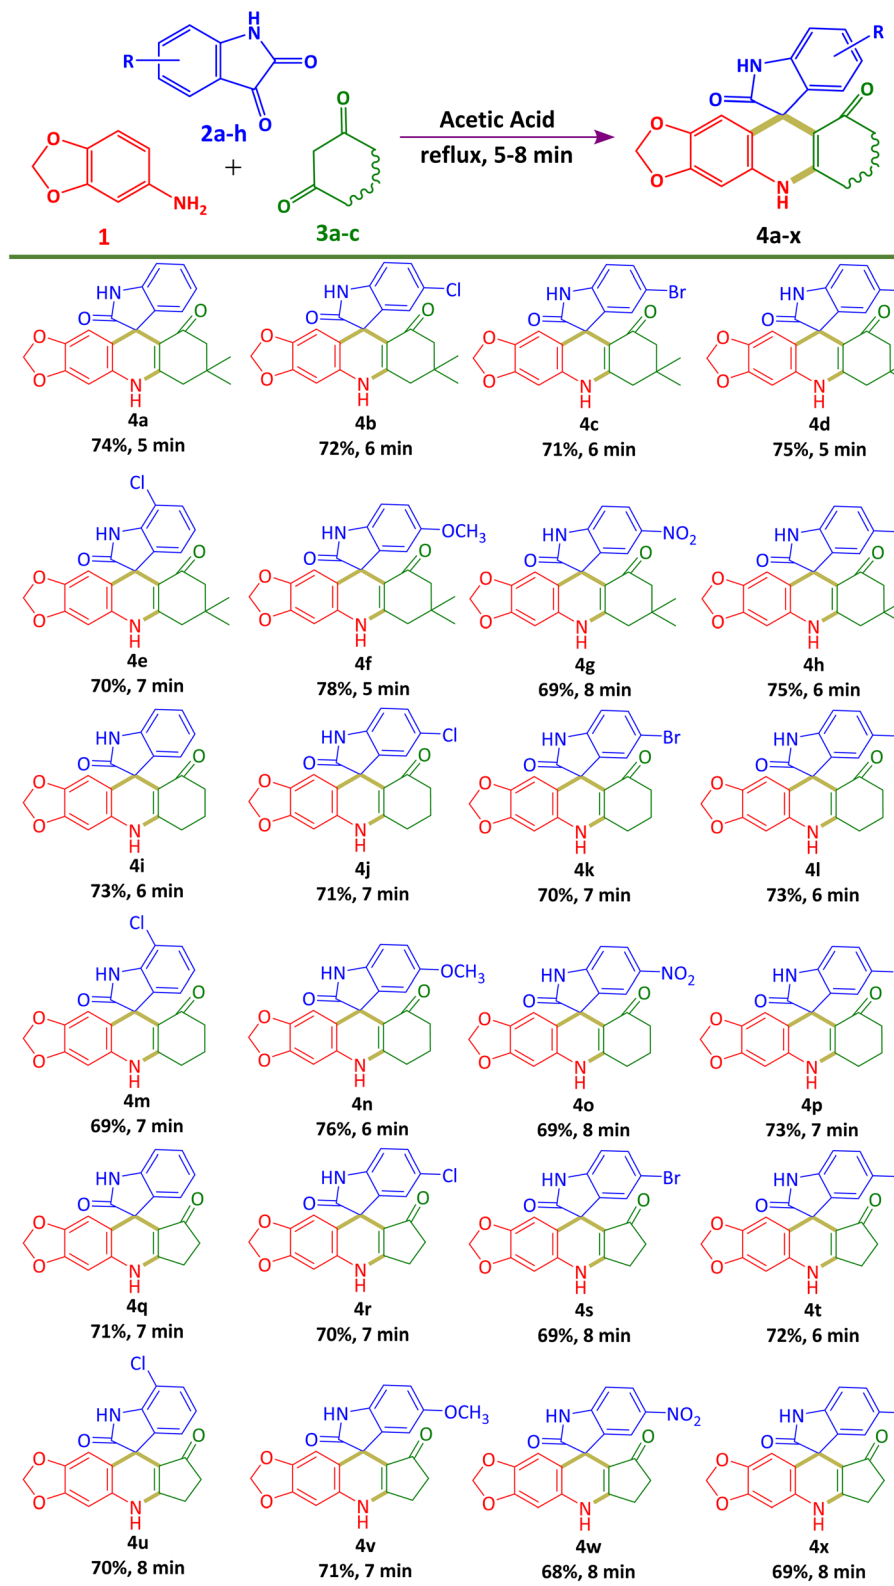 H
N
R
O
O
2a-h
+
O
O
NH2
1
O
O
3a-c
Acetic Acid
reflux, 5-8 min
R
HN
O
O
O
O
N
H
4a-x
HN
O
O
O
O
N
H
4a
74%, 5 min
Cl
HN
O
O
O
O
N
H
4b
72%, 6 min
Br
HN
O
O
O
O
N
H
4c
71%, 6 min
HN
O
O
O
O
N
H
4d
75%, 5 min
Cl
HN
O
O
O
O
N
H
4e
70%, 7 min
OCH3
HN
O
O
O
O
N
H
4f
78%, 5 min
NO2
HN
O
O
O
O
N
H
4g
69%, 8 min
HN
O
O
O
O
N
H
4h
75%, 6 min
HN
O
O
O
O
N
H
4i
73%, 6 min
Cl
HN
O
O
O
O
N
H
4j
71%, 7 min
Br
HN
O
O
O
O
N
H
4k
70%, 7 min
HN
O
O
O
O
N
H
4l
73%, 6 min
Cl
HN
O
O
O
O
N
H
4m
69%, 7 min
OCH3
HN
O
O
O
O
N
H
4n
76%, 6 min
NO2
HN
O
O
O
O
N
H
4o
69%, 8 min
HN
O
O
O
O
N
H
4p
73%, 7 min
HN
O
O
O
O
N
H
4q
71%, 7 min
Cl
HN
O
O
O
O
N
H
4r
70%, 7 min
Br
HN
O
O
O
O
N
H
4s
69%, 8 min
HN
O
O
O
O
N
H
4t
72%, 6 min
Cl
HN
O
O
O
O
N
H
4u
70%, 8 min
OCH3
HN
O
O
O
O
N
H
4v
71%, 7 min
NO2
HN
O
O
O
O
N
H
4w
68%, 8 min
HN
O
O
O
O
N
H
4x
69%, 8 min